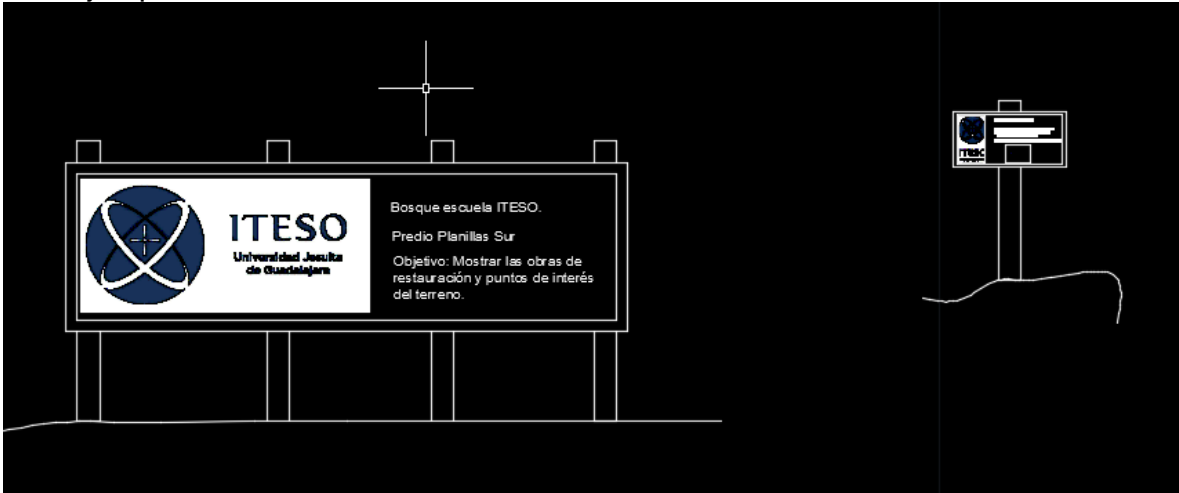 ITESO
Universidad Jesuita
de Guadalajara
Bosque escuela ITESO.
Predio Planillas Sur
Objetivo: Mostrar las obras de
restauración y puntos de interés
del terreno.
ITESO